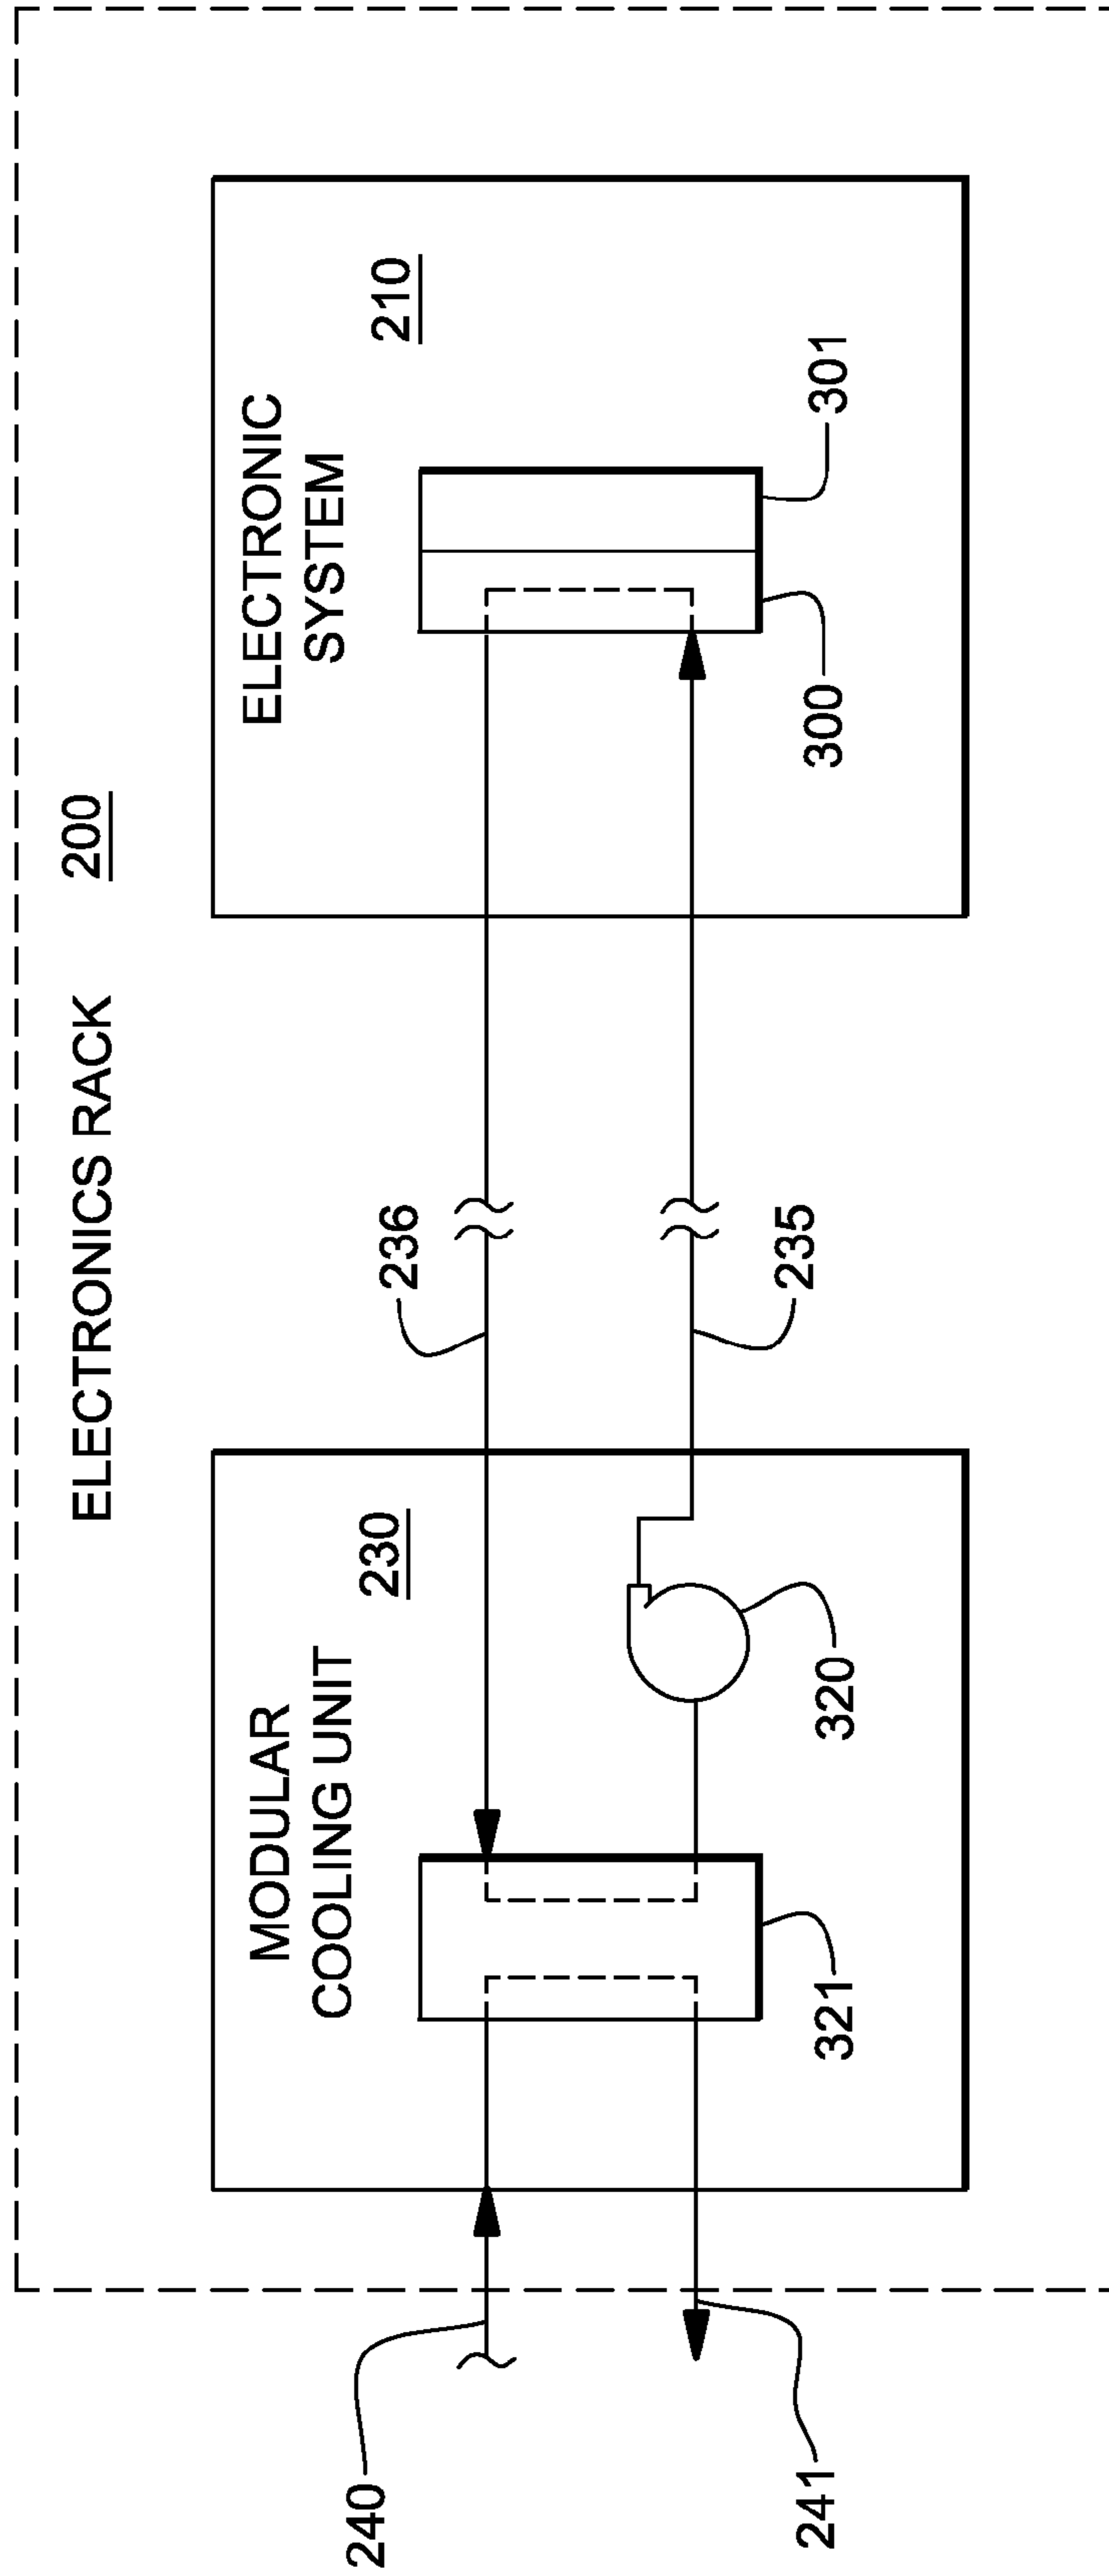 ELECTRONICS RACK 200
MODULAR
COOLING UNIT
230
ELECTRONIC
SYSTEM
210
236
235
240
241
321
320
300
301